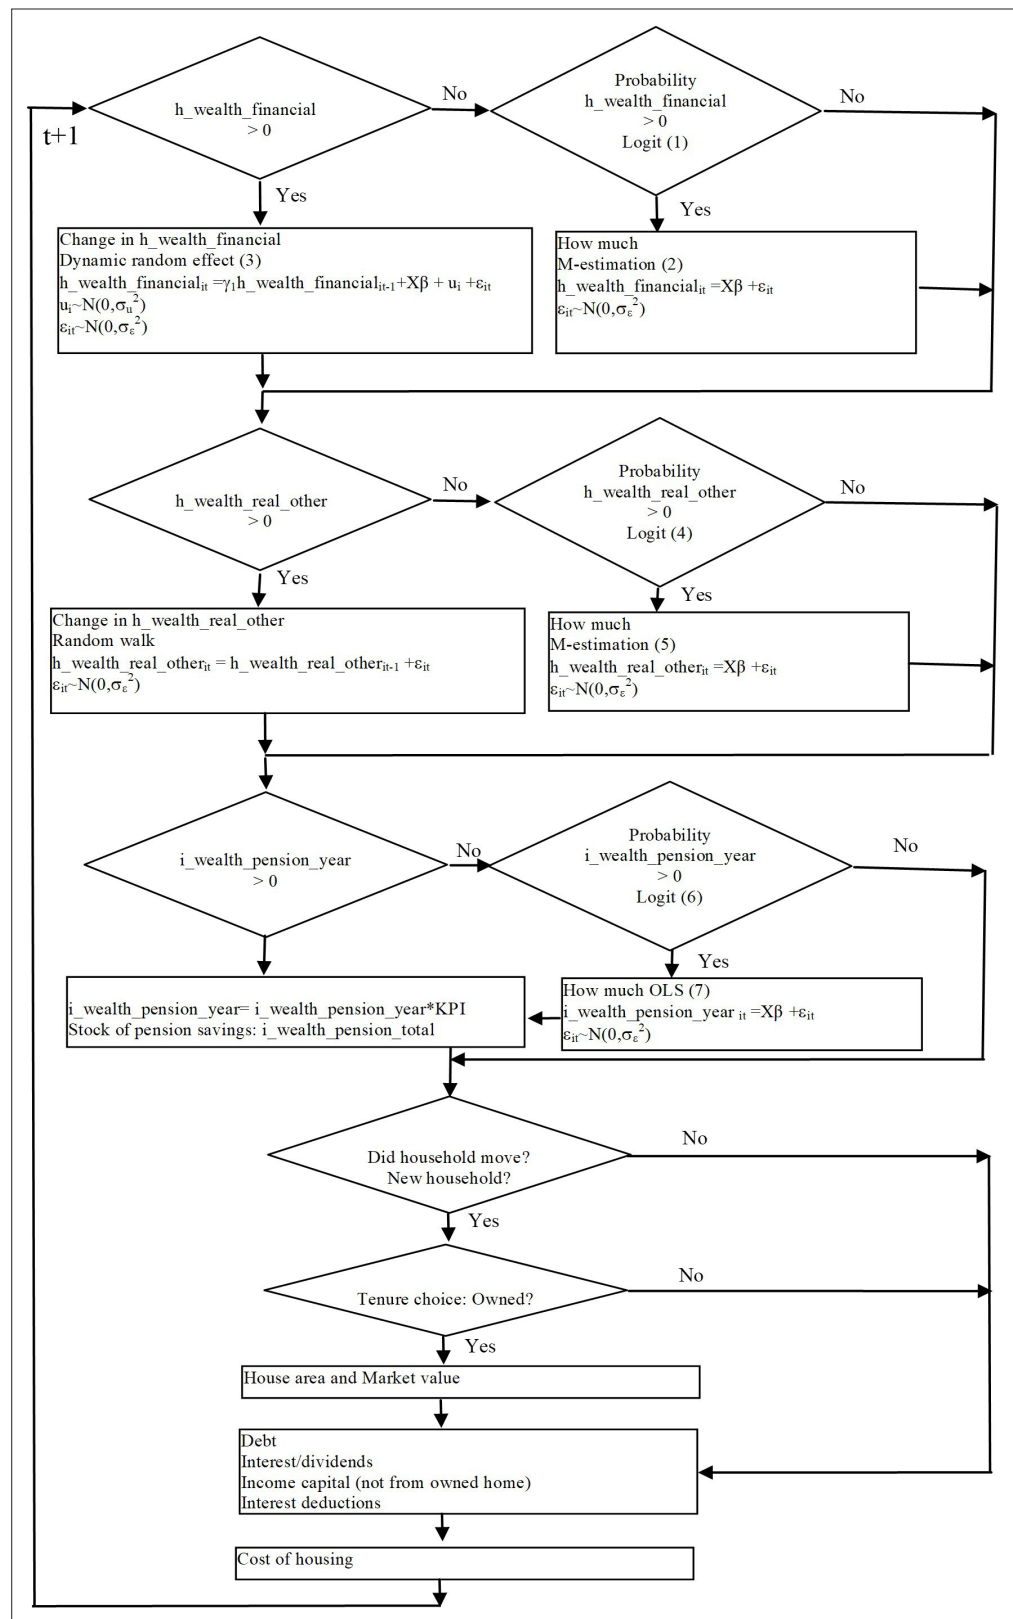 h_wealth_financial
> 0
No
Probability
h_wealth_financial
> 0
Logit (1)
No
t+1
Yes
Yes
Change in h_wealth_financial
Dynamic random effect (3)
h_wealth_financialᵢₜ =γ₁h_wealth_financialᵢₜ₋₁+Xβ + uᵢ +εᵢₜ
uᵢ~N(0,σᵤ²)
εᵢₜ~N(0,σ_ε²)
How much
M-estimation (2)
h_wealth_financialᵢₜ =Xβ +εᵢₜ
εᵢₜ~N(0,σ_ε²)
h_wealth_real_other
> 0
No
Probability
h_wealth_real_other
> 0
Logit (4)
No
Yes
Yes
Change in h_wealth_real_other
Random walk
h_wealth_real_otherᵢₜ = h_wealth_real_otherᵢₜ₋₁ +εᵢₜ
εᵢₜ~N(0,σ_ε²)
How much
M-estimation (5)
h_wealth_real_otherᵢₜ =Xβ +εᵢₜ
εᵢₜ~N(0,σ_ε²)
i_wealth_pension_year
> 0
No
Probability
i_wealth_pension_year
> 0
Logit (6)
No
Yes
i_wealth_pension_year= i_wealth_pension_year*KPI
Stock of pension savings: i_wealth_pension_total
How much OLS (7)
i_wealth_pension_year ᵢₜ =Xβ +εᵢₜ
εᵢₜ~N(0,σ_ε²)
Did household move?
New household?
No
Yes
Tenure choice: Owned?
No
Yes
House area and Market value
Debt
Interest/dividends
Income capital (not from owned home)
Interest deductions
Cost of housing